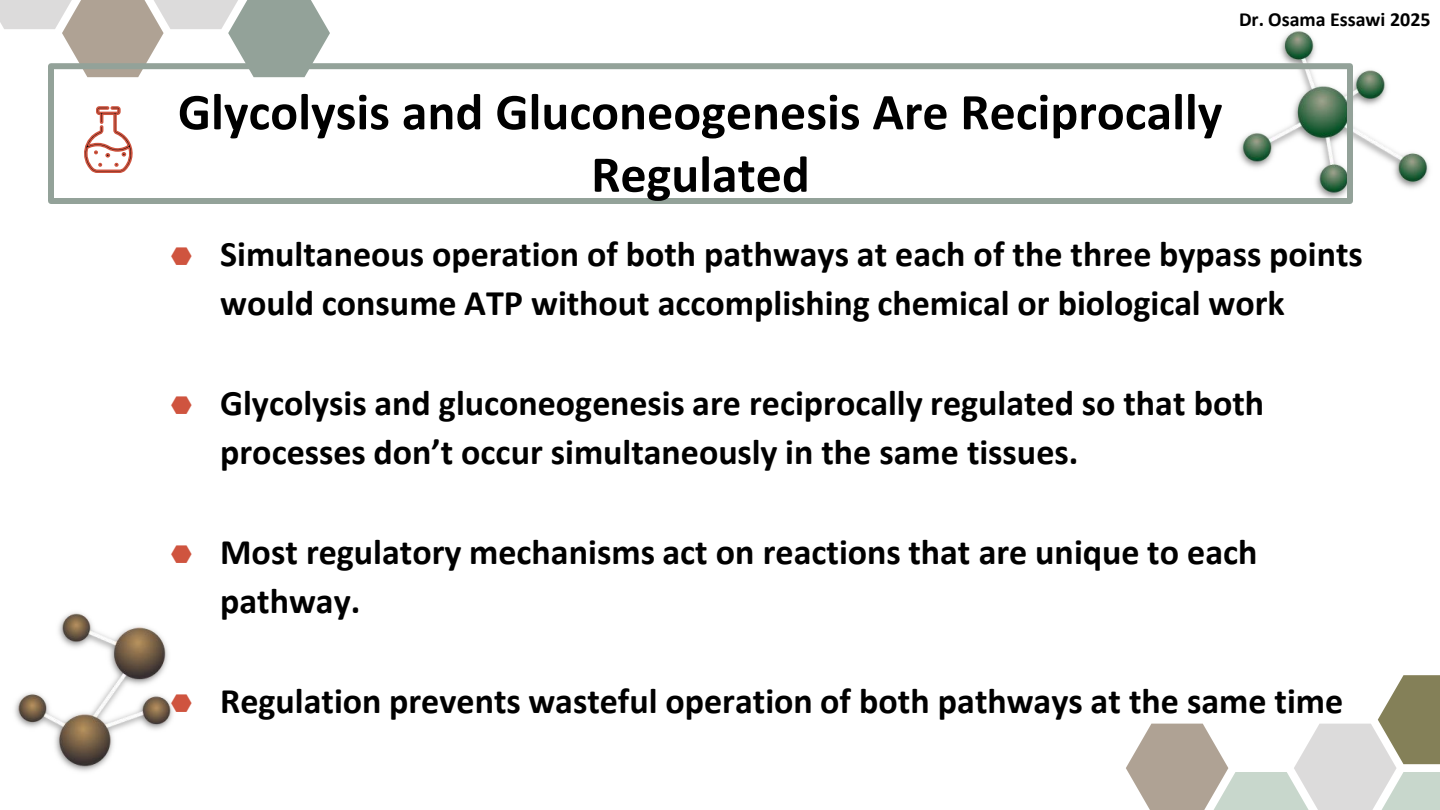 Dr. Osama Essawi 2025
Glycolysis and Gluconeogenesis Are Reciprocally
Regulated
Simultaneous operation of both pathways at each of the three bypass points
would consume ATP without accomplishing chemical or biological work
Glycolysis and gluconeogenesis are reciprocally regulated so that both
processes don’t occur simultaneously in the same tissues.
Most regulatory mechanisms act on reactions that are unique to each
pathway.
Regulation prevents wasteful operation of both pathways at the same time